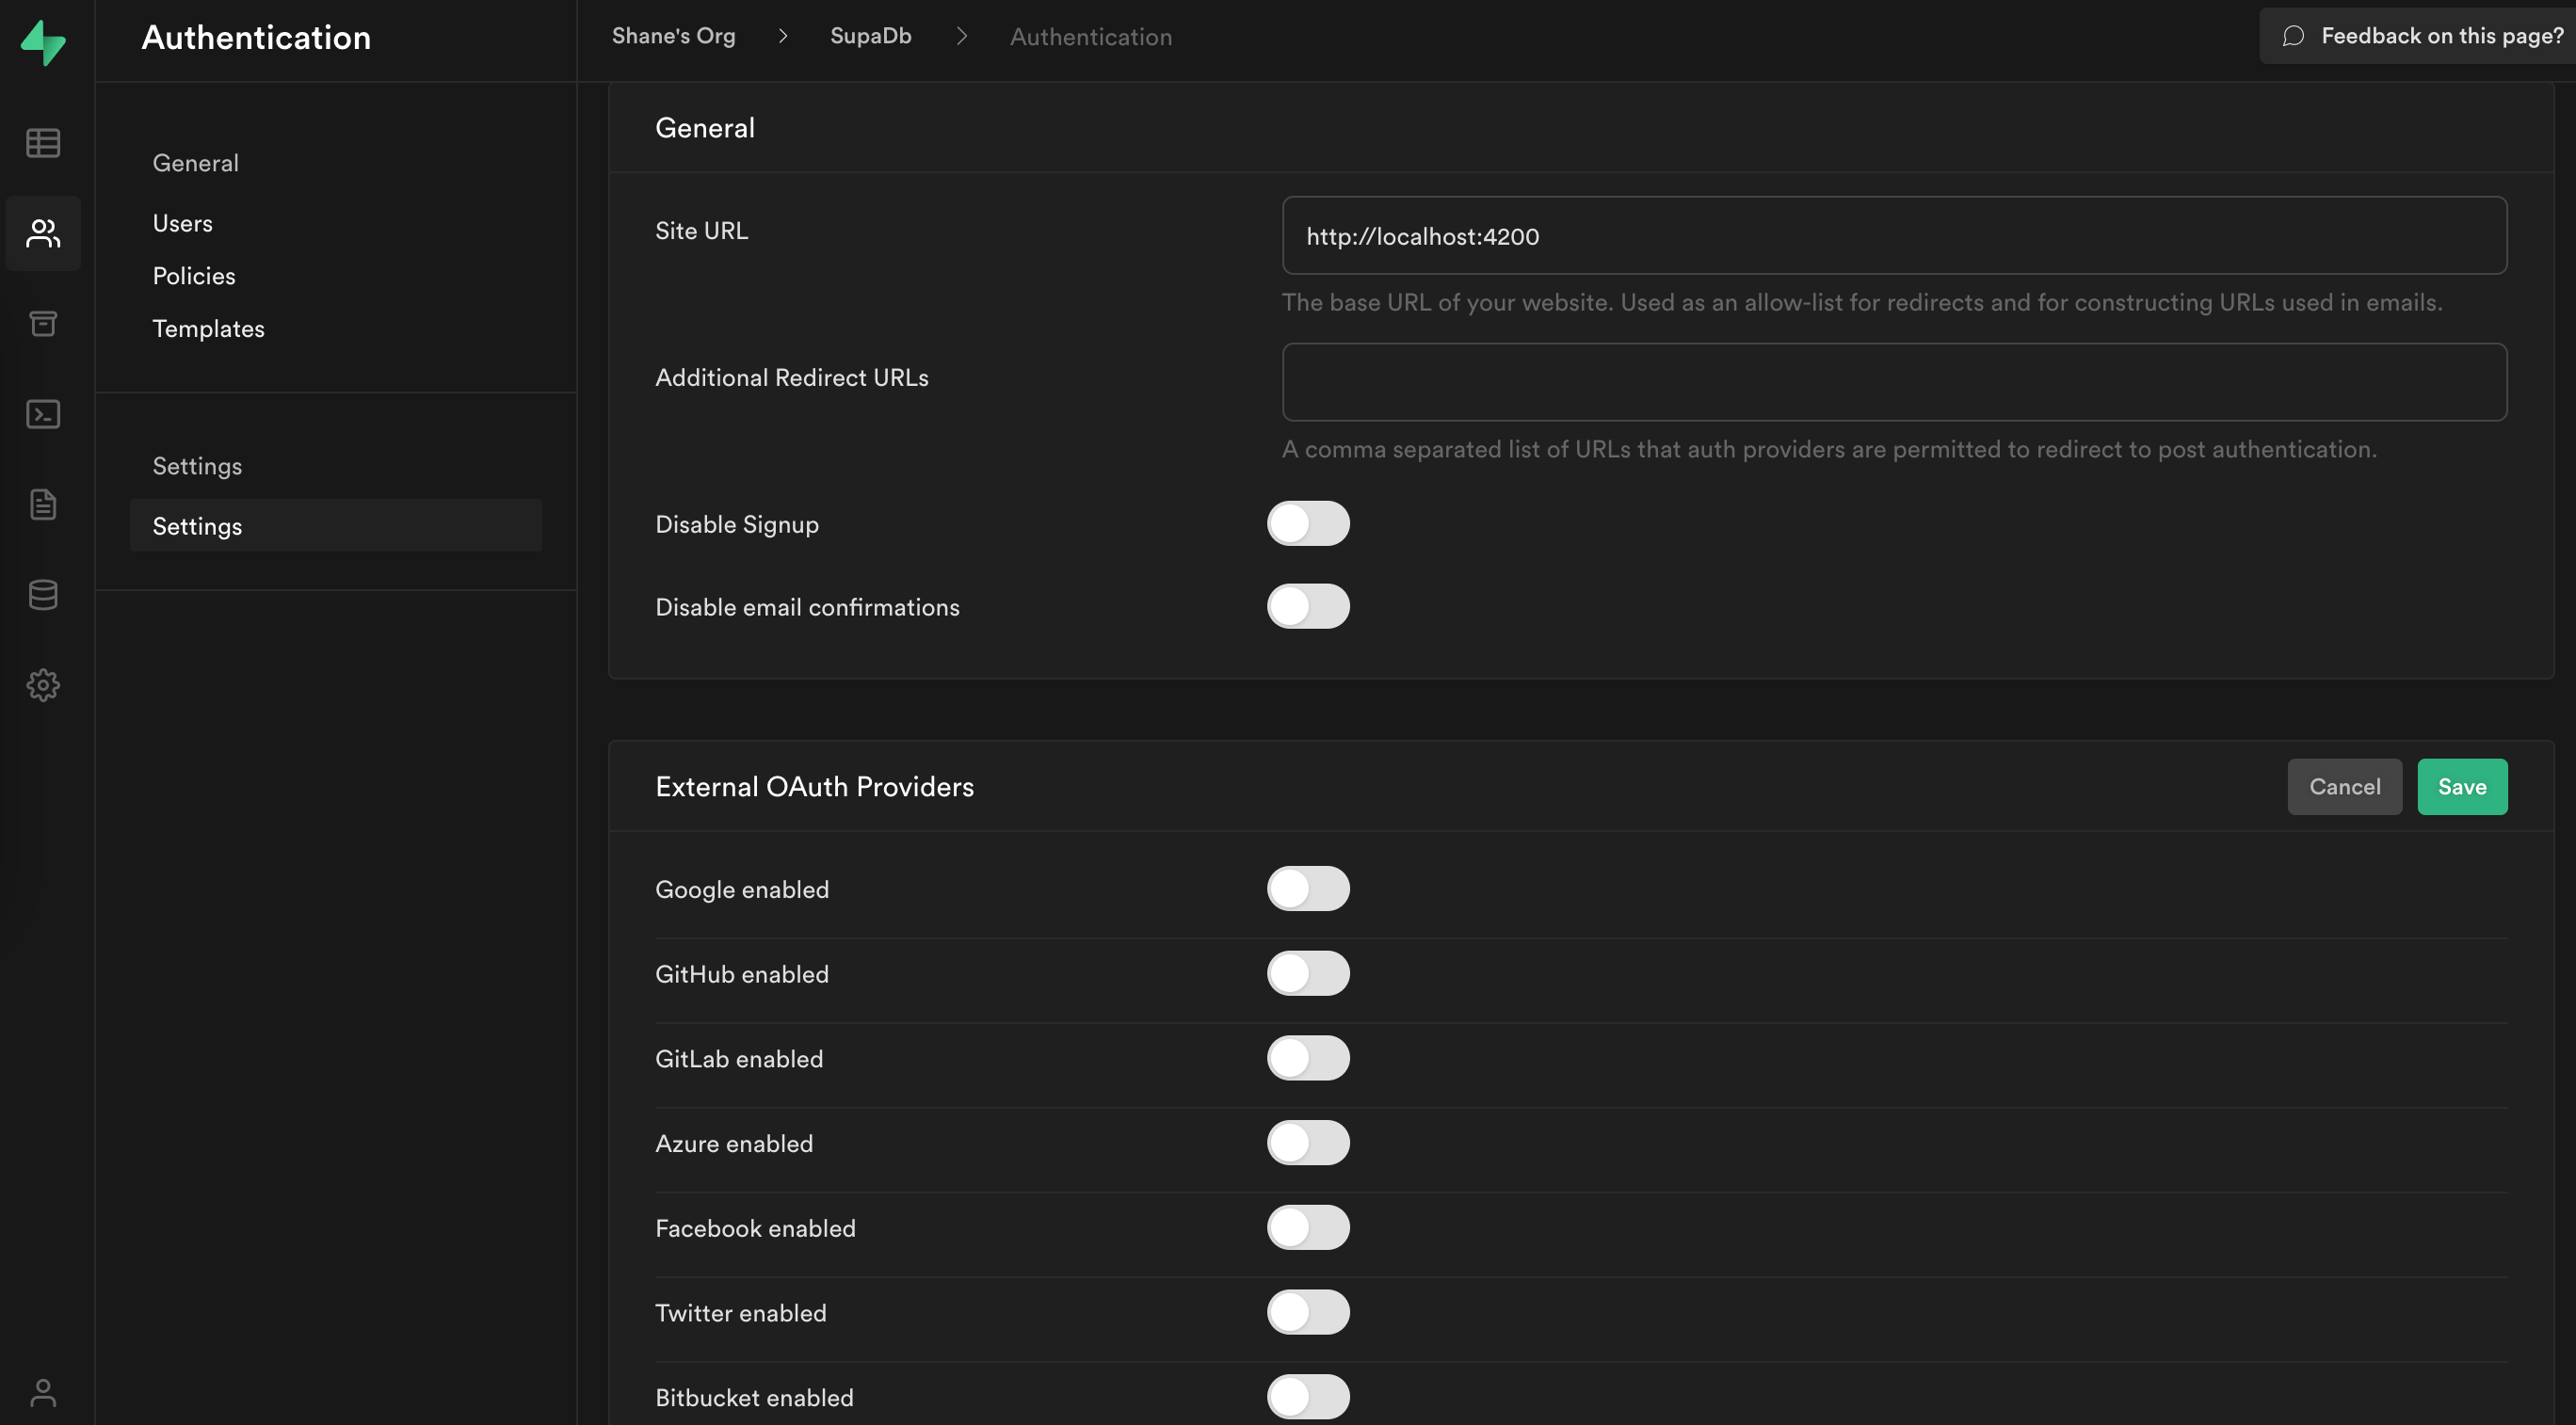 Authentication
Shane's Org > SupaDb > Authentication
Feedback on this page?
General
Users
Policies
Templates
Settings
Settings
General
Site URL
http://localhost:4200
The base URL of your website. Used as an allow-list for redirects and for constructing URLs used in emails.
Additional Redirect URLs
A comma separated list of URLs that auth providers are permitted to redirect to post authentication.
Disable Signup
Disable email confirmations
External OAuth Providers
Cancel
Save
Google enabled
GitHub enabled
GitLab enabled
Azure enabled
Facebook enabled
Twitter enabled
Bitbucket enabled